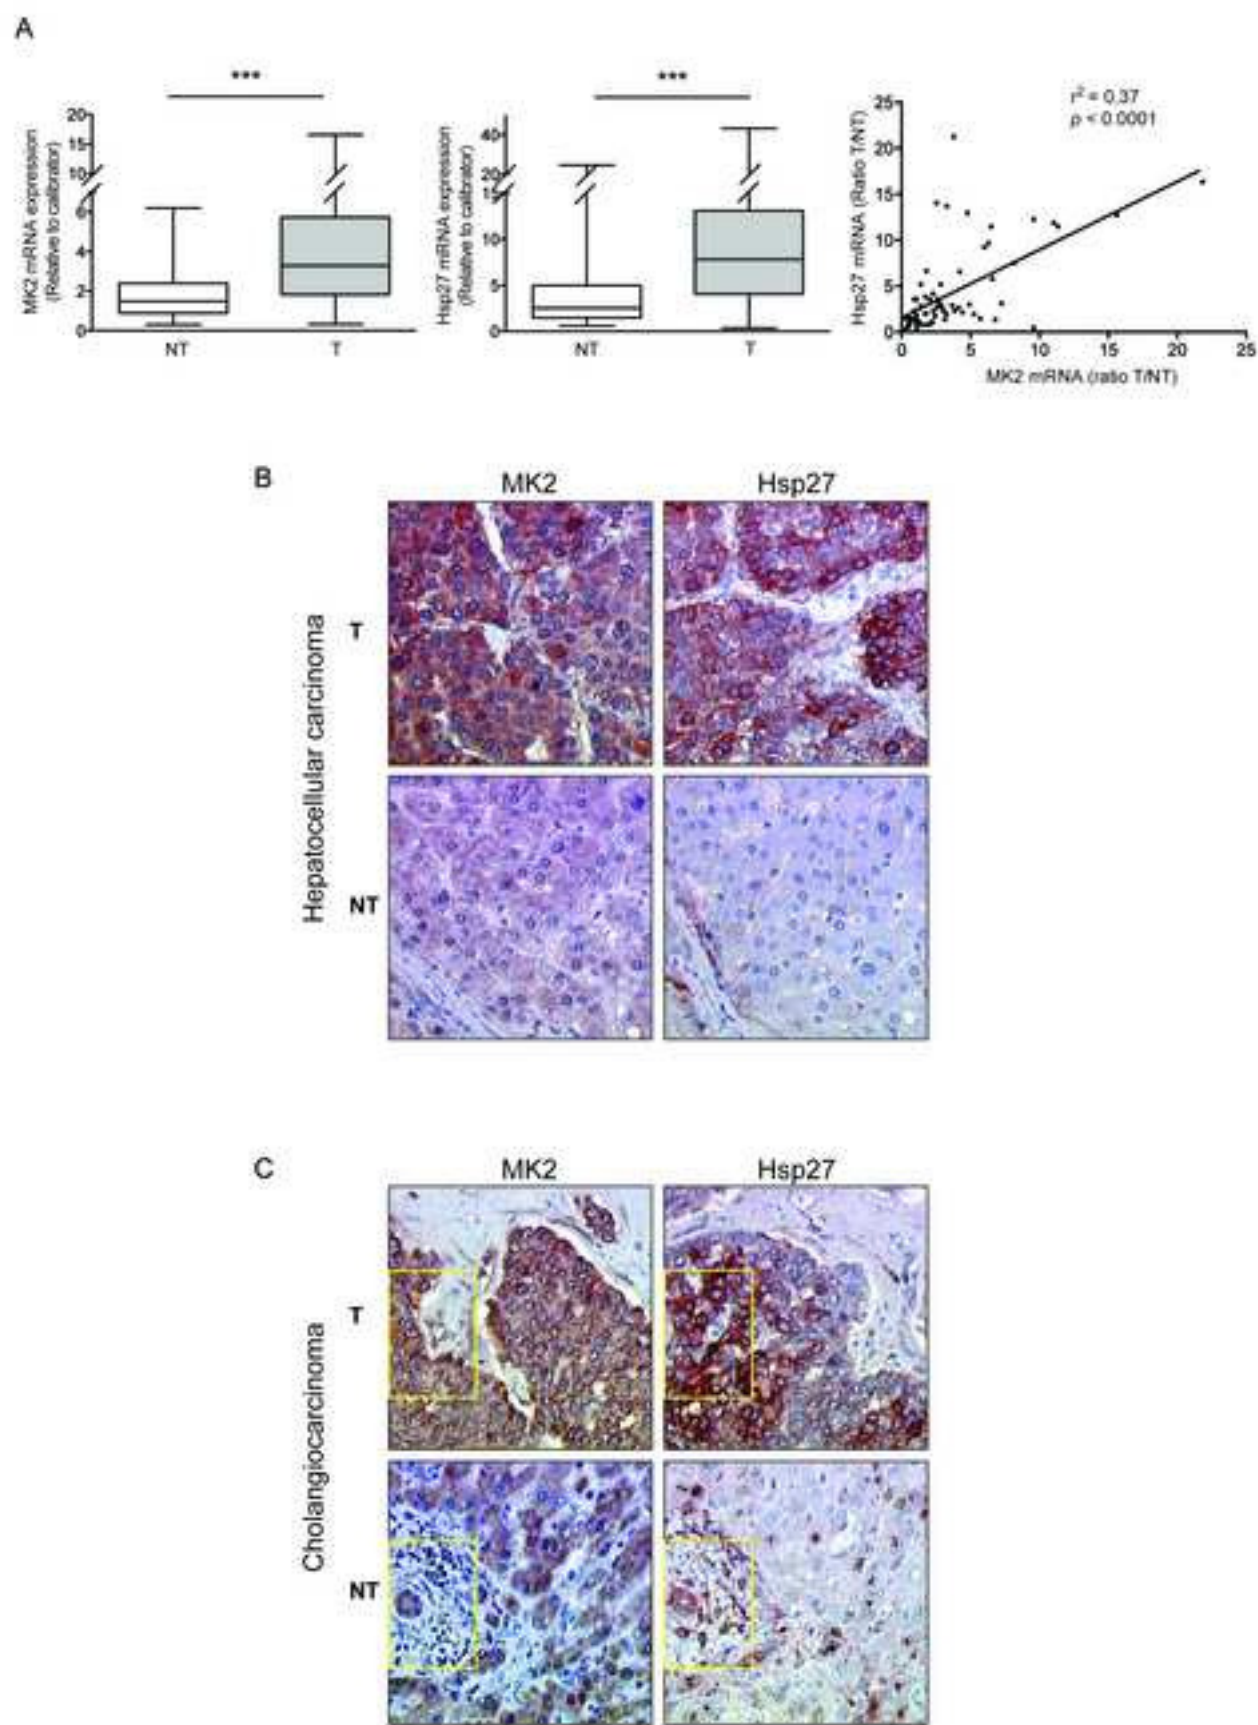 A
***
MK2 mRNA expression
(Relative to calibrator)
20
15
10
6
4
2
0
NT
T
***
Hsp27 mRNA expression
(Relative to calibrator)
40
20
15
10
5
0
NT
T
r² = 0.37
p < 0.0001
Hsp27 mRNA (Ratio T/NT)
25
20
15
10
5
0
0
5
10
15
20
25
MK2 mRNA (ratio T/NT)
B
MK2
Hsp27
Hepatocellular carcinoma
T
NT
C
MK2
Hsp27
Cholangiocarcinoma
T
NT